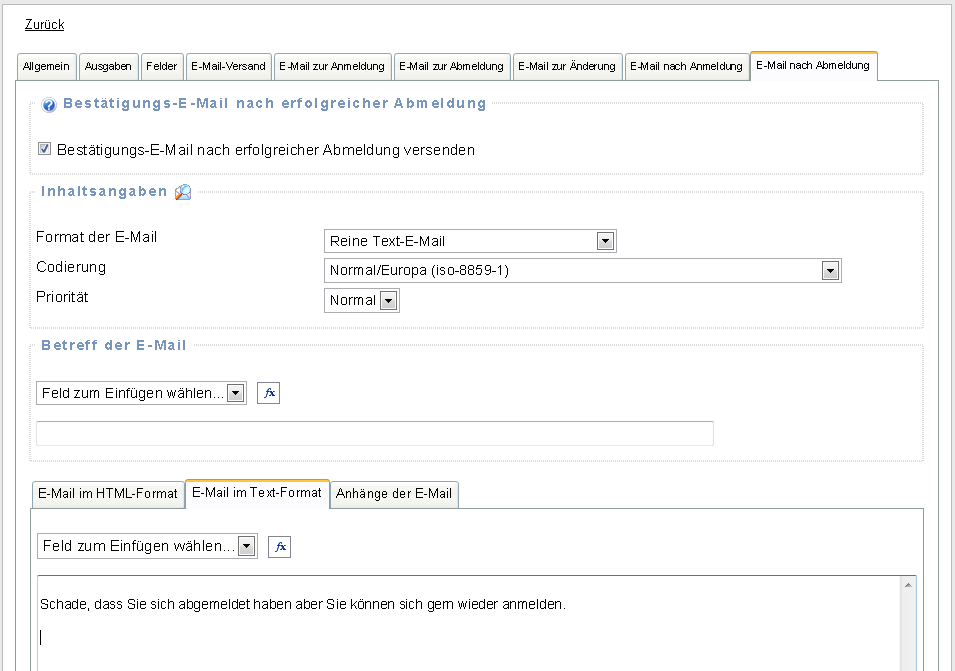 Zurück
Allgemein Ausgaben Felder E-Mail-Versand E-Mail zur Anmeldung E-Mail zur Abmeldung E-Mail zur Änderung E-Mail nach Anmeldung E-Mail nach Abmeldung
Bestätigungs-E-Mail nach erfolgreicher Abmeldung
Bestätigungs-E-Mail nach erfolgreicher Abmeldung versenden
Inhaltsangaben
Format der E-Mail Reine Text-E-Mail
Codierung Normal/Europa (iso-8859-1)
Priorität Normal
Betreff der E-Mail
Feld zum Einfügen wählen... fx
E-Mail im HTML-Format E-Mail im Text-Format Anhänge der E-Mail
Feld zum Einfügen wählen... fx
Schade, dass Sie sich abgemeldet haben aber Sie können sich gern wieder anmelden.